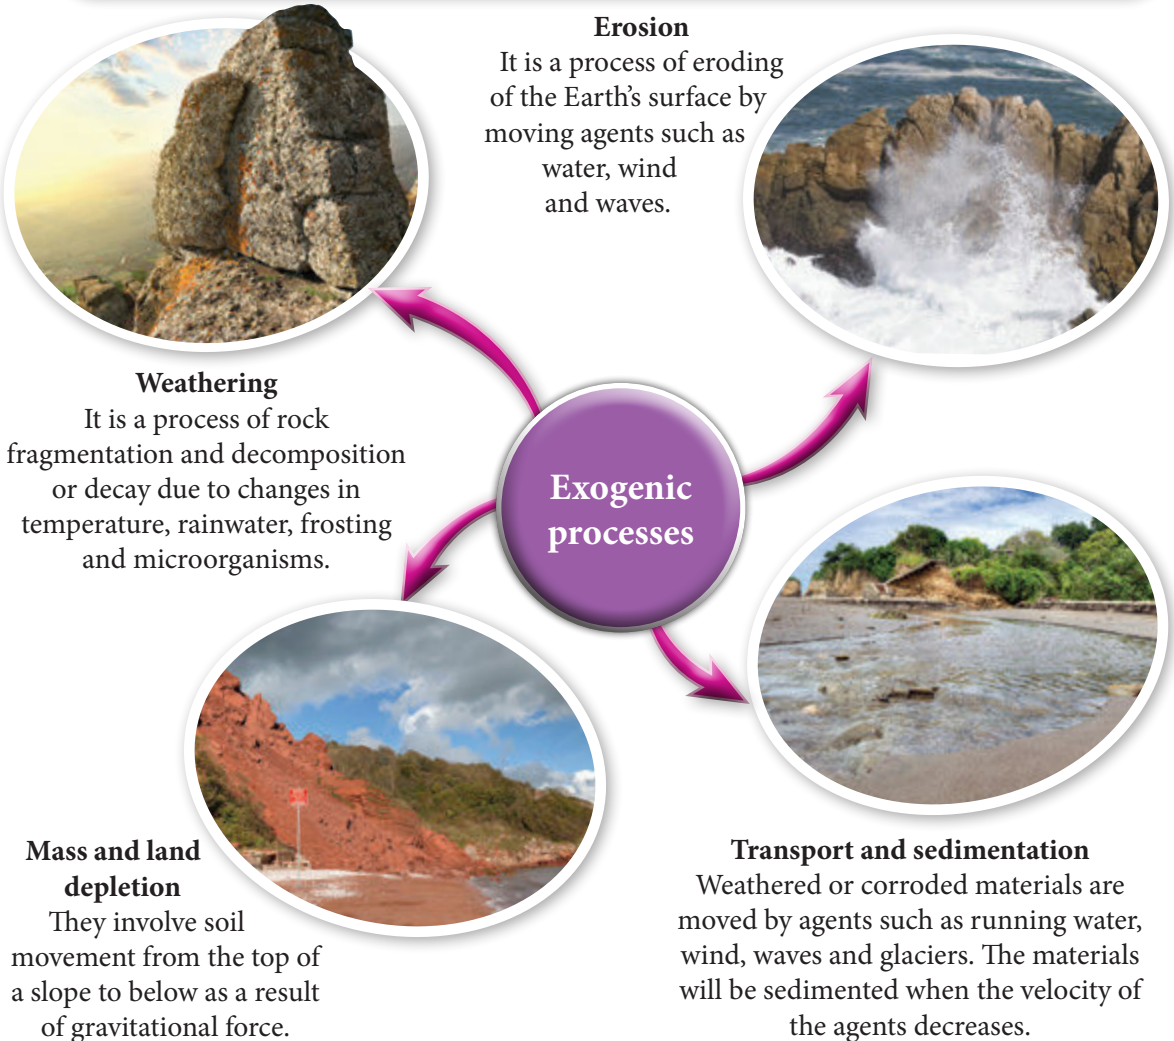 Erosion
It is a process of eroding
of the Earth's surface by
moving agents such as
water, wind
and waves.
Weathering
It is a process of rock
fragmentation and decomposition
or decay due to changes in
temperature, rainwater, frosting
and microorganisms.
Exogenic
processes
Mass and land
depletion
They involve soil
movement from the top of
a slope to below as a result
of gravitational force.
Transport and sedimentation
Weathered or corroded materials are
moved by agents such as running water,
wind, waves and glaciers. The materials
will be sedimented when the velocity of
the agents decreases.